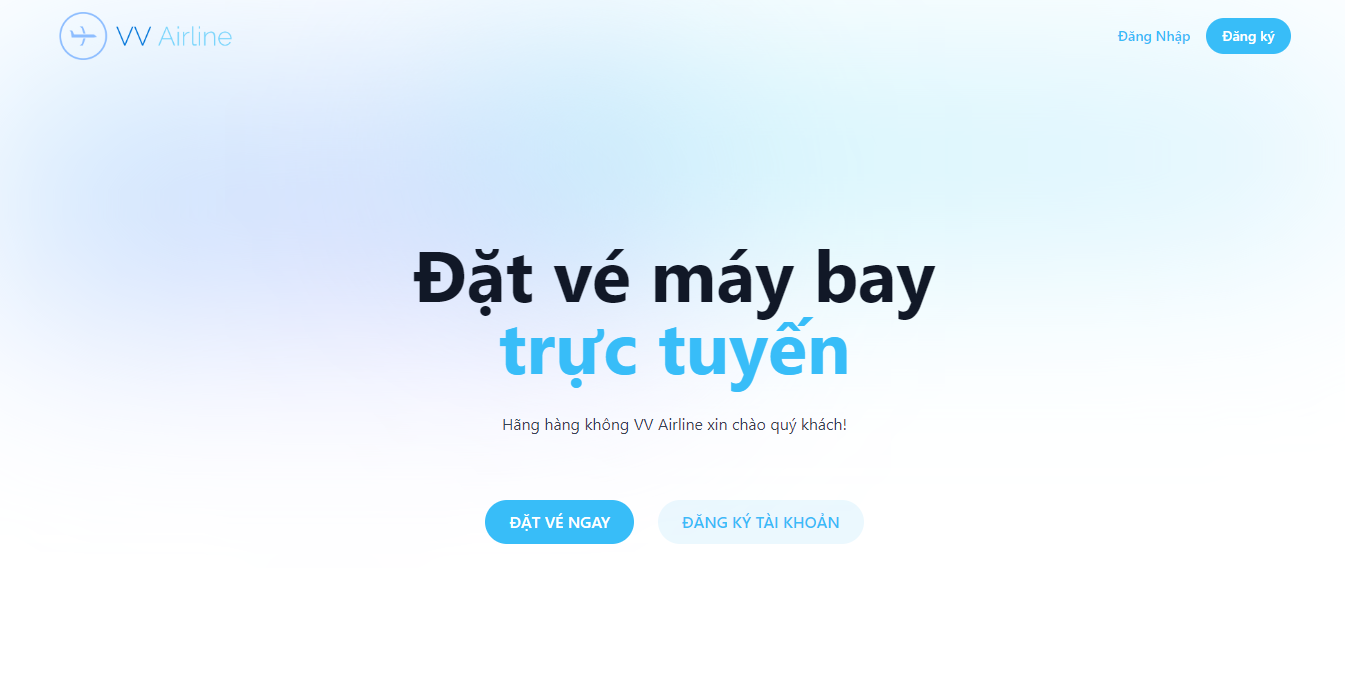 VV Airline
Đăng Nhập
Đăng ký
Đặt vé máy bay
trực tuyến
Hãng hàng không VV Airline xin chào quý khách!
ĐẶT VÉ NGAY
ĐĂNG KÝ TÀI KHOẢN